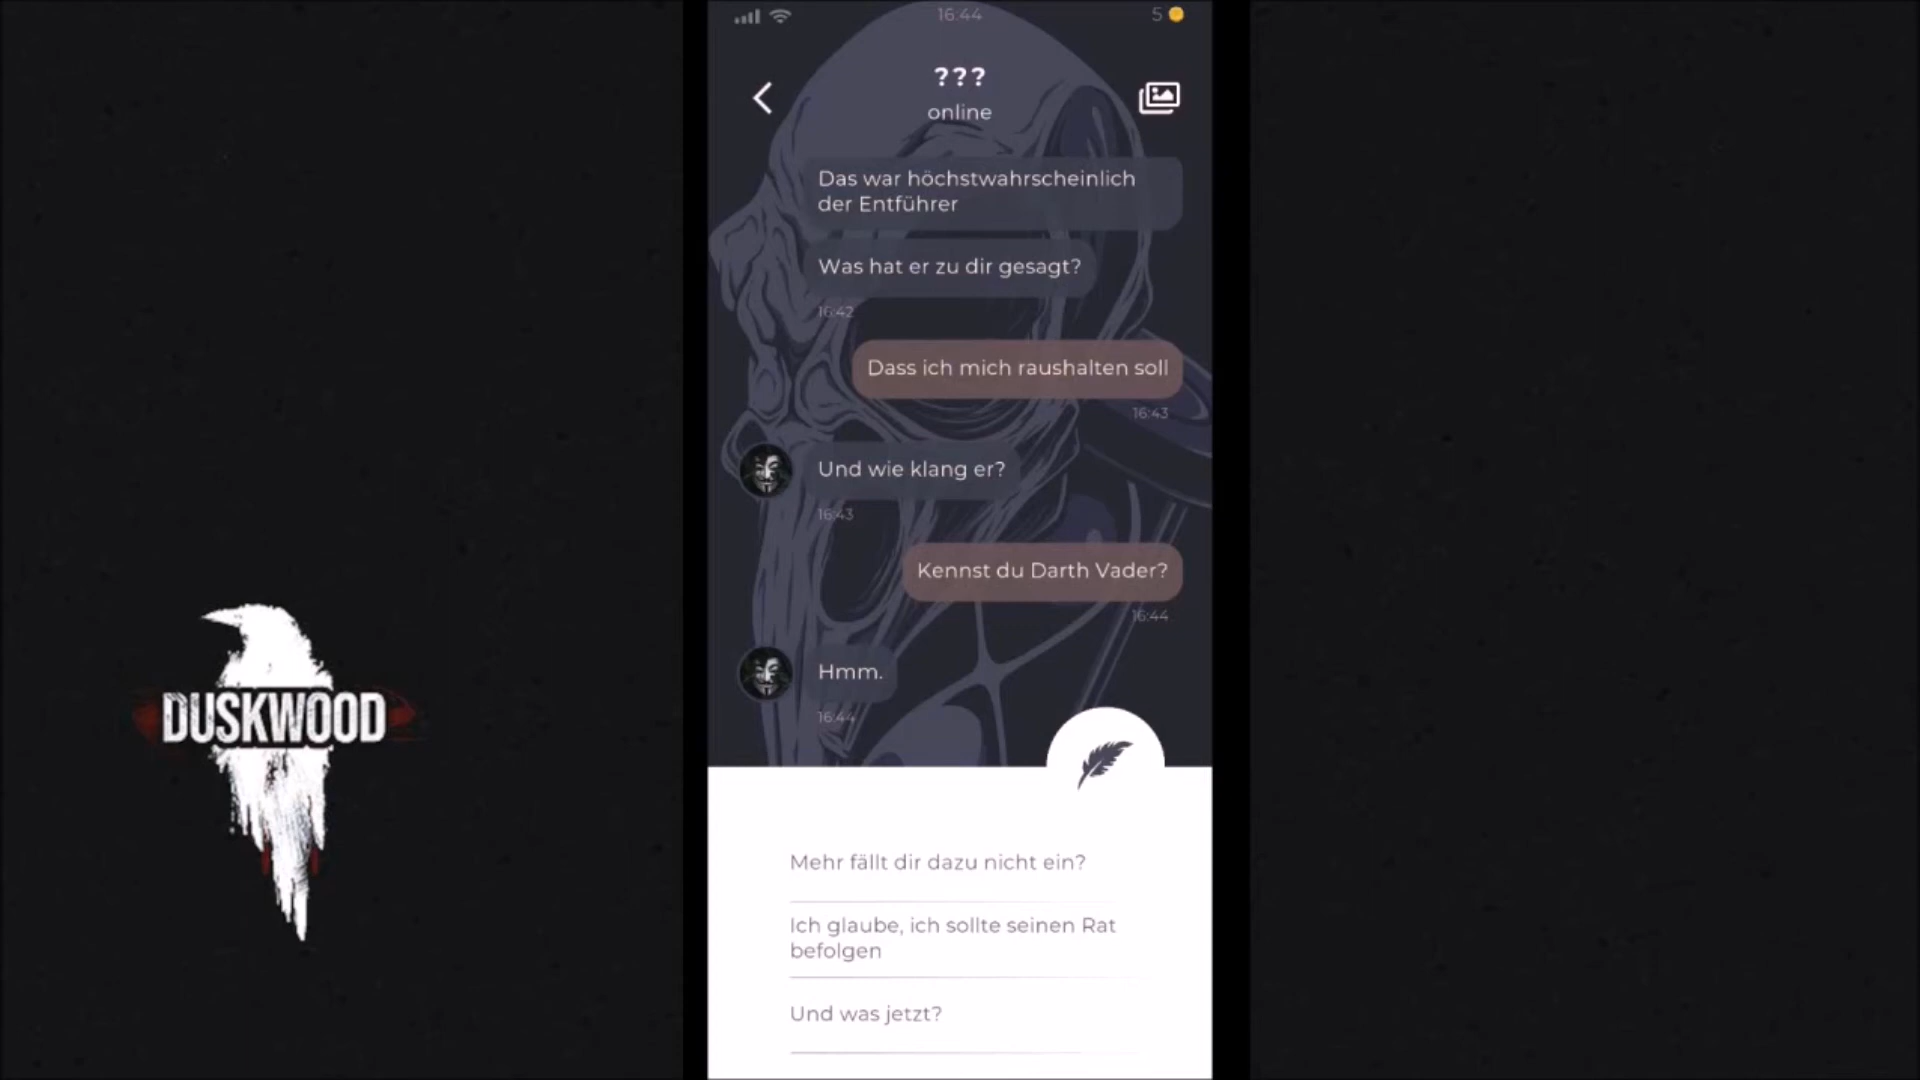 16:44
5
???
online
Das war höchstwahrscheinlich
der Entführer
Was hat er zu dir gesagt?
16:42
Dass ich mich raushalten soll
16:43
Und wie klang er?
16:43
Kennst du Darth Vader?
16:44
Hmm.
16:44
DUSKWOOD
Mehr fällt dir dazu nicht ein?
Ich glaube, ich sollte seinen Rat
befolgen
Und was jetzt?